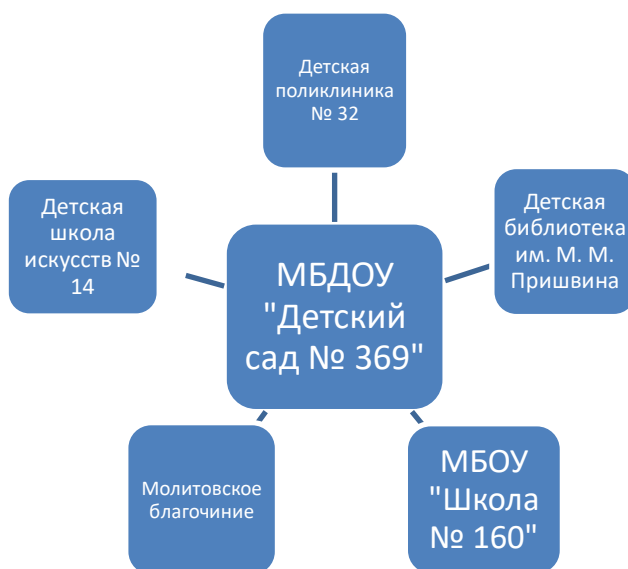 Детская
поликлиника
№ 32
Детская
школа
искусств №
14
Детская
библиотека
им. М. М.
Пришвина
МБДОУ
"Детский
сад № 369"
Молитовское
благочиние
МБОУ
"Школа
№ 160"